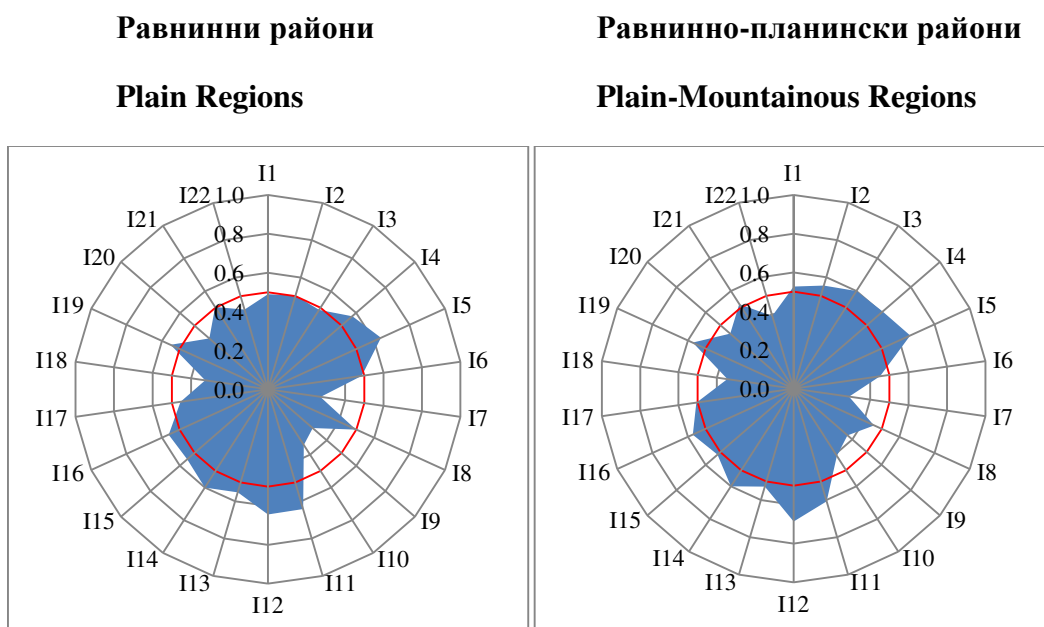 Равнинни райони
Plain Regions
Равнинно-планински райони
Plain-Mountainous Regions
I1
I2
I3
I4
I5
I6
I7
I8
I9
I10
I11
I12
I13
I14
I15
I16
I17
I18
I19
I20
I21
I22
1.0
0.8
0.6
0.4
0.2
0.0
I1
I2
I3
I4
I5
I6
I7
I8
I9
I10
I11
I12
I13
I14
I15
I16
I17
I18
I19
I20
I21
I22
1.0
0.8
0.6
0.4
0.2
0.0